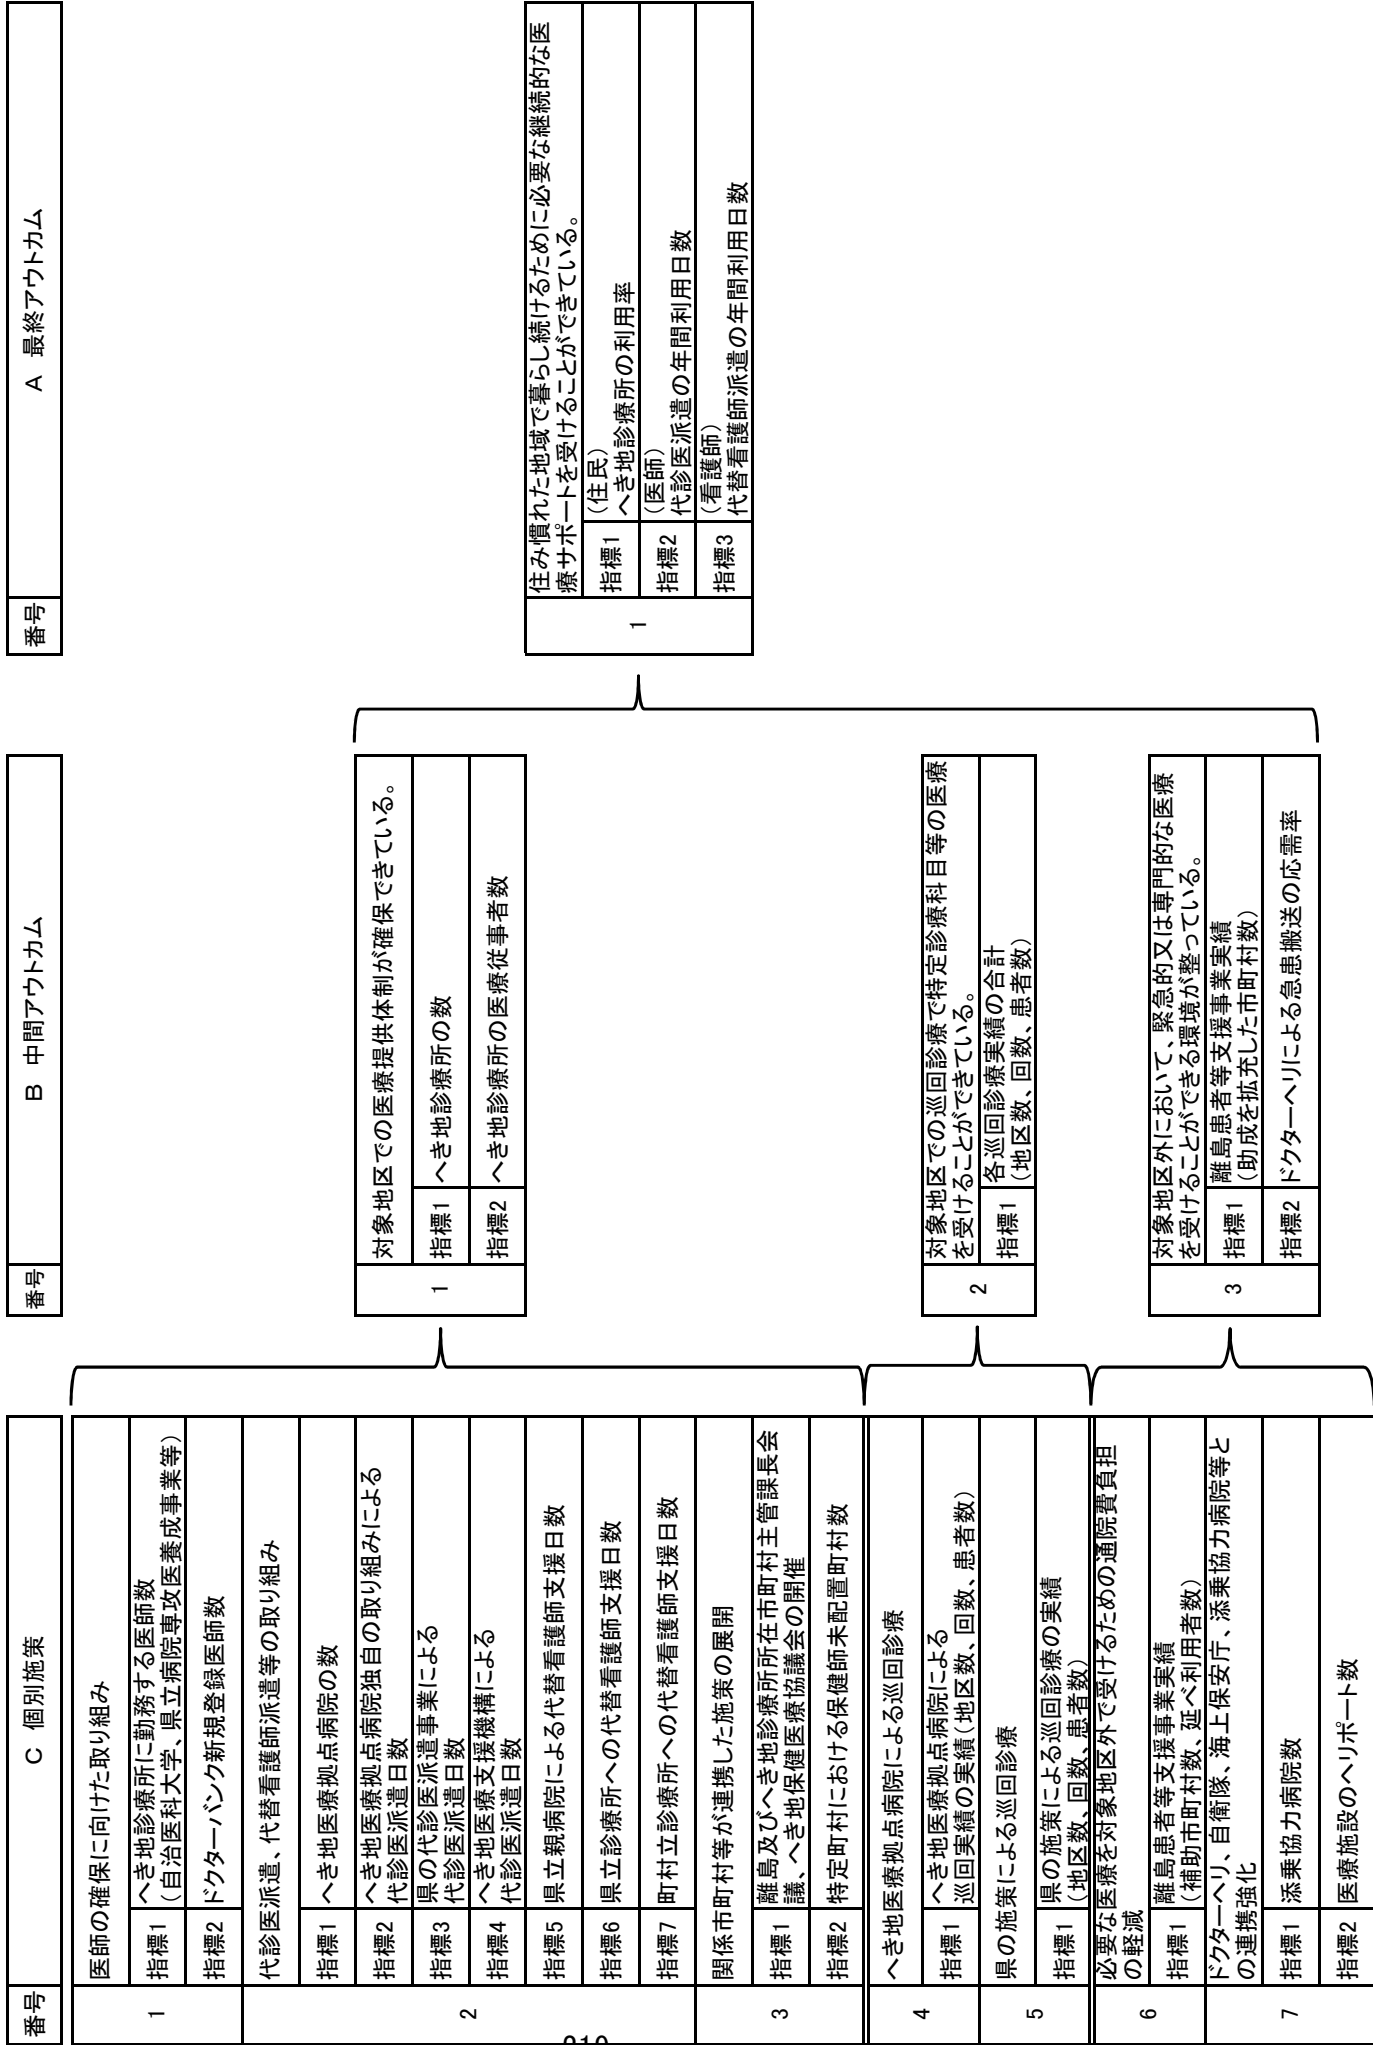 番号
C 個別施策
1
医師の確保に向けた取り組み
指標1
へき地診療所に勤務する医師数
(自治医科大学、県立病院専攻医養成事業等)
指標2
ドクターバンク新規登録医師数
2
代診医派遣、代替看護師派遣等の取り組み
指標1
へき地医療拠点病院の数
指標2
へき地医療拠点病院独自の取り組みによる
代診医派遣日数
指標3
県の代診医派遣事業による
代診医派遣日数
指標4
へき地医療支援機構による
代診医派遣日数
指標5
県立親病院による代替看護師支援日数
指標6
県立診療所への代替看護師支援日数
指標7
町村立診療所への代替看護師支援日数
3
関係市町村等が連携した施策の展開
指標1
離島及びへき地診療所所在市町村主管課長会
議、へき地保健医療協議会の開催
指標2
特定町村における保健師未配置町村数
4
へき地医療拠点病院による巡回診療
指標1
へき地医療拠点病院による
巡回実績の実績(地区数、回数、患者数)
5
県の施策による巡回診療
指標1
県の施策による巡回診療の実績
(地区数、回数、患者数)
6
必要な医療を対象地区外で受けるための通院費負担
の軽減
指標1
離島患者等支援事業実績
(補助市町村数、延べ利用者数)
7
ドクターヘリ、自衛隊、海上保安庁、添乗協力病院等と
の連携強化
指標1
添乗協力病院数
指標2
医療施設のヘリポート数
番号
B 中間アウトカム
1
対象地区での医療提供体制が確保できている。
指標1
へき地診療所の数
指標2
へき地診療所の医療従事者数
2
対象地区での巡回診療で特定診療科目等の医療
を受けることができている。
指標1
各巡回診療実績の合計
(地区数、回数、患者数)
3
対象地区外において、緊急的又は専門的な医療
を受けることができる環境が整っている。
指標1
離島患者等支援事業実績
(助成を拡充した市町村数)
指標2
ドクターヘリによる急患搬送の応需率
番号
A 最終アウトカム
1
住み慣れた地域で暮らし続けるために必要な継続的な医
療サポートを受けることができている。
指標1
(住民)
へき地診療所の利用率
指標2
(医師)
代診医派遣の年間利用日数
指標3
(看護師)
代替看護師派遣の年間利用日数